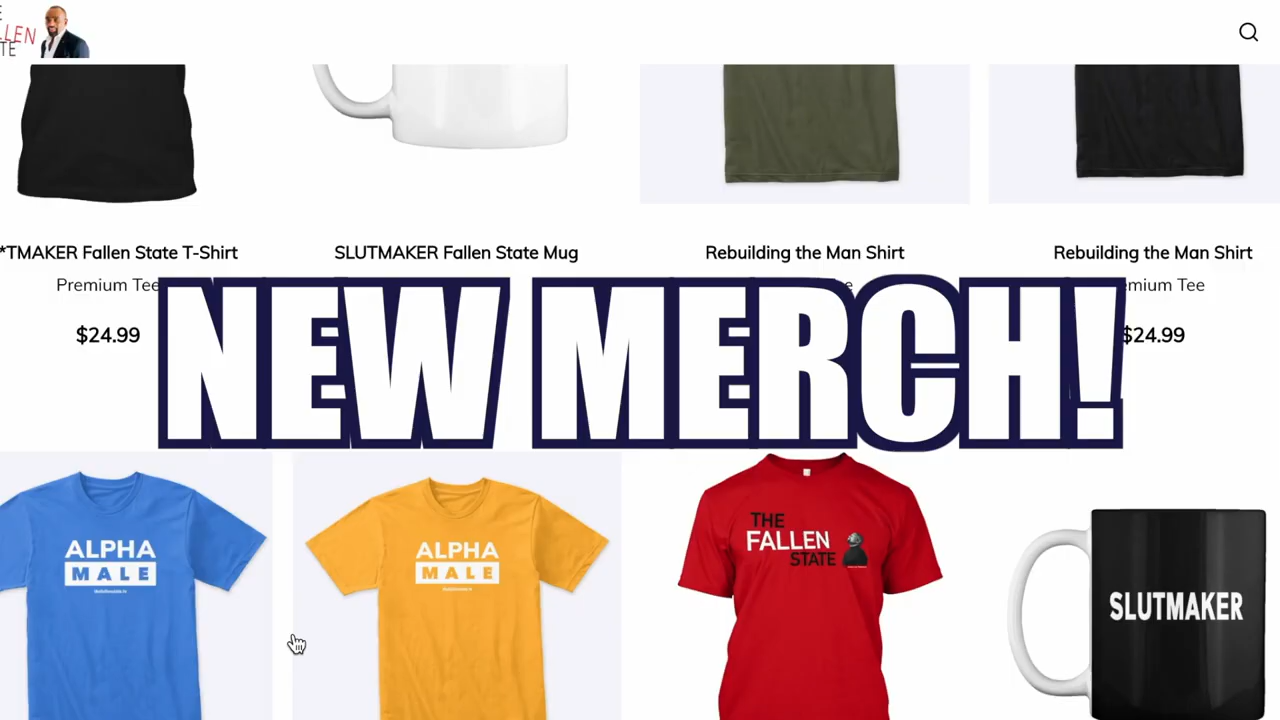 LLEN
TE
*TMAKER Fallen State T-Shirt
SLUTMAKER Fallen State Mug
Rebuilding the Man Shirt
Rebuilding the Man Shirt
Premium Tee
emium Tee
$24.99
$24.99
NEW MERCH!
ALPHA
MALE
ALPHA
MALE
THE
FALLEN
STATE
SLUTMAKER